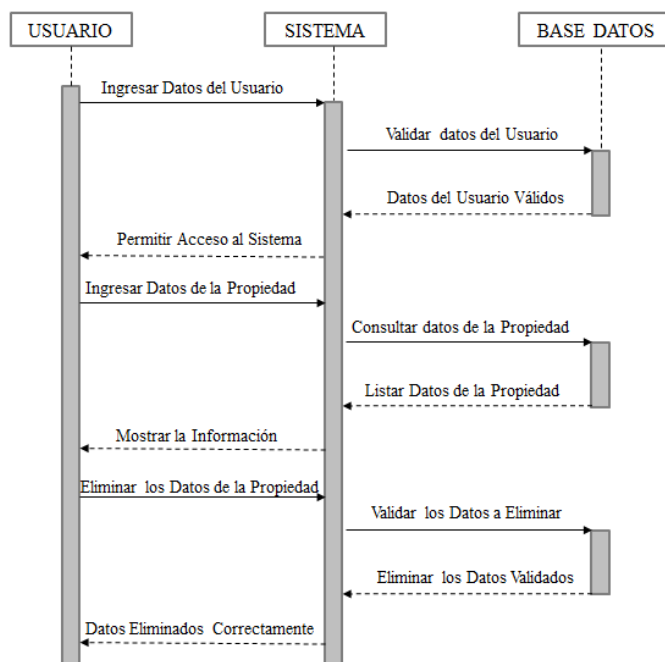 USUARIO
SISTEMA
BASE DATOS
Ingresar Datos del Usuario
Validar datos del Usuario
Datos del Usuario Válidos
Permitir Acceso al Sistema
Ingresar Datos de la Propiedad
Consultar datos de la Propiedad
Listar Datos de la Propiedad
Mostrar la Información
Eliminar los Datos de la Propiedad
Validar los Datos a Eliminar
Eliminar los Datos Validados
Datos Eliminados Correctamente